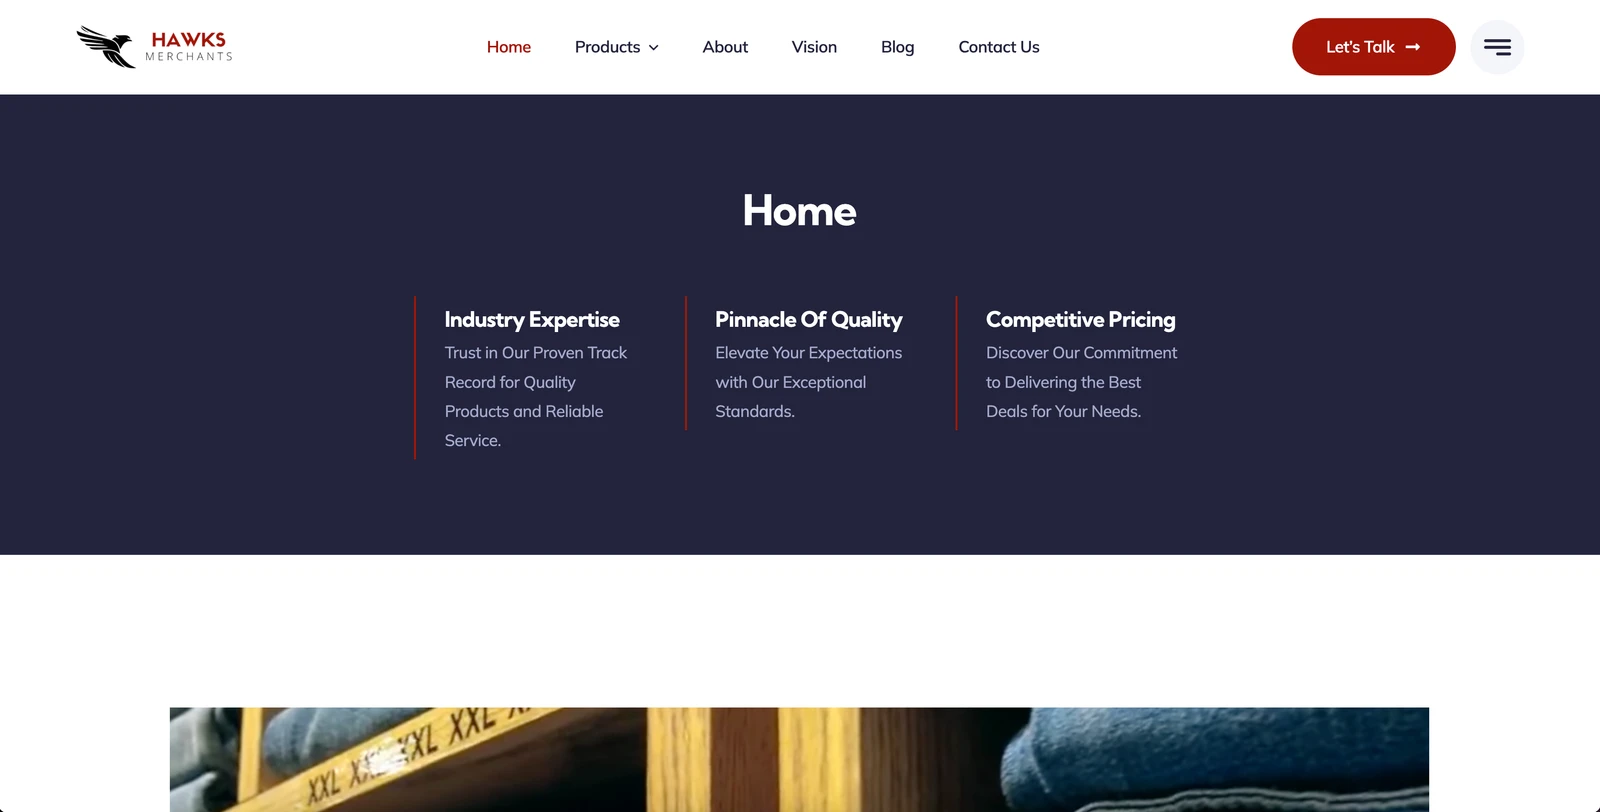 HAWKS
MERCHANTS
Home
Products
About
Vision
Blog
Contact Us
Let's Talk
Home
Industry Expertise
Trust in Our Proven Track
Record for Quality
Products and Reliable
Service.
Pinnacle Of Quality
Elevate Your Expectations
with Our Exceptional
Standards.
Competitive Pricing
Discover Our Commitment
to Delivering the Best
Deals for Your Needs.
XXL XXL XXL